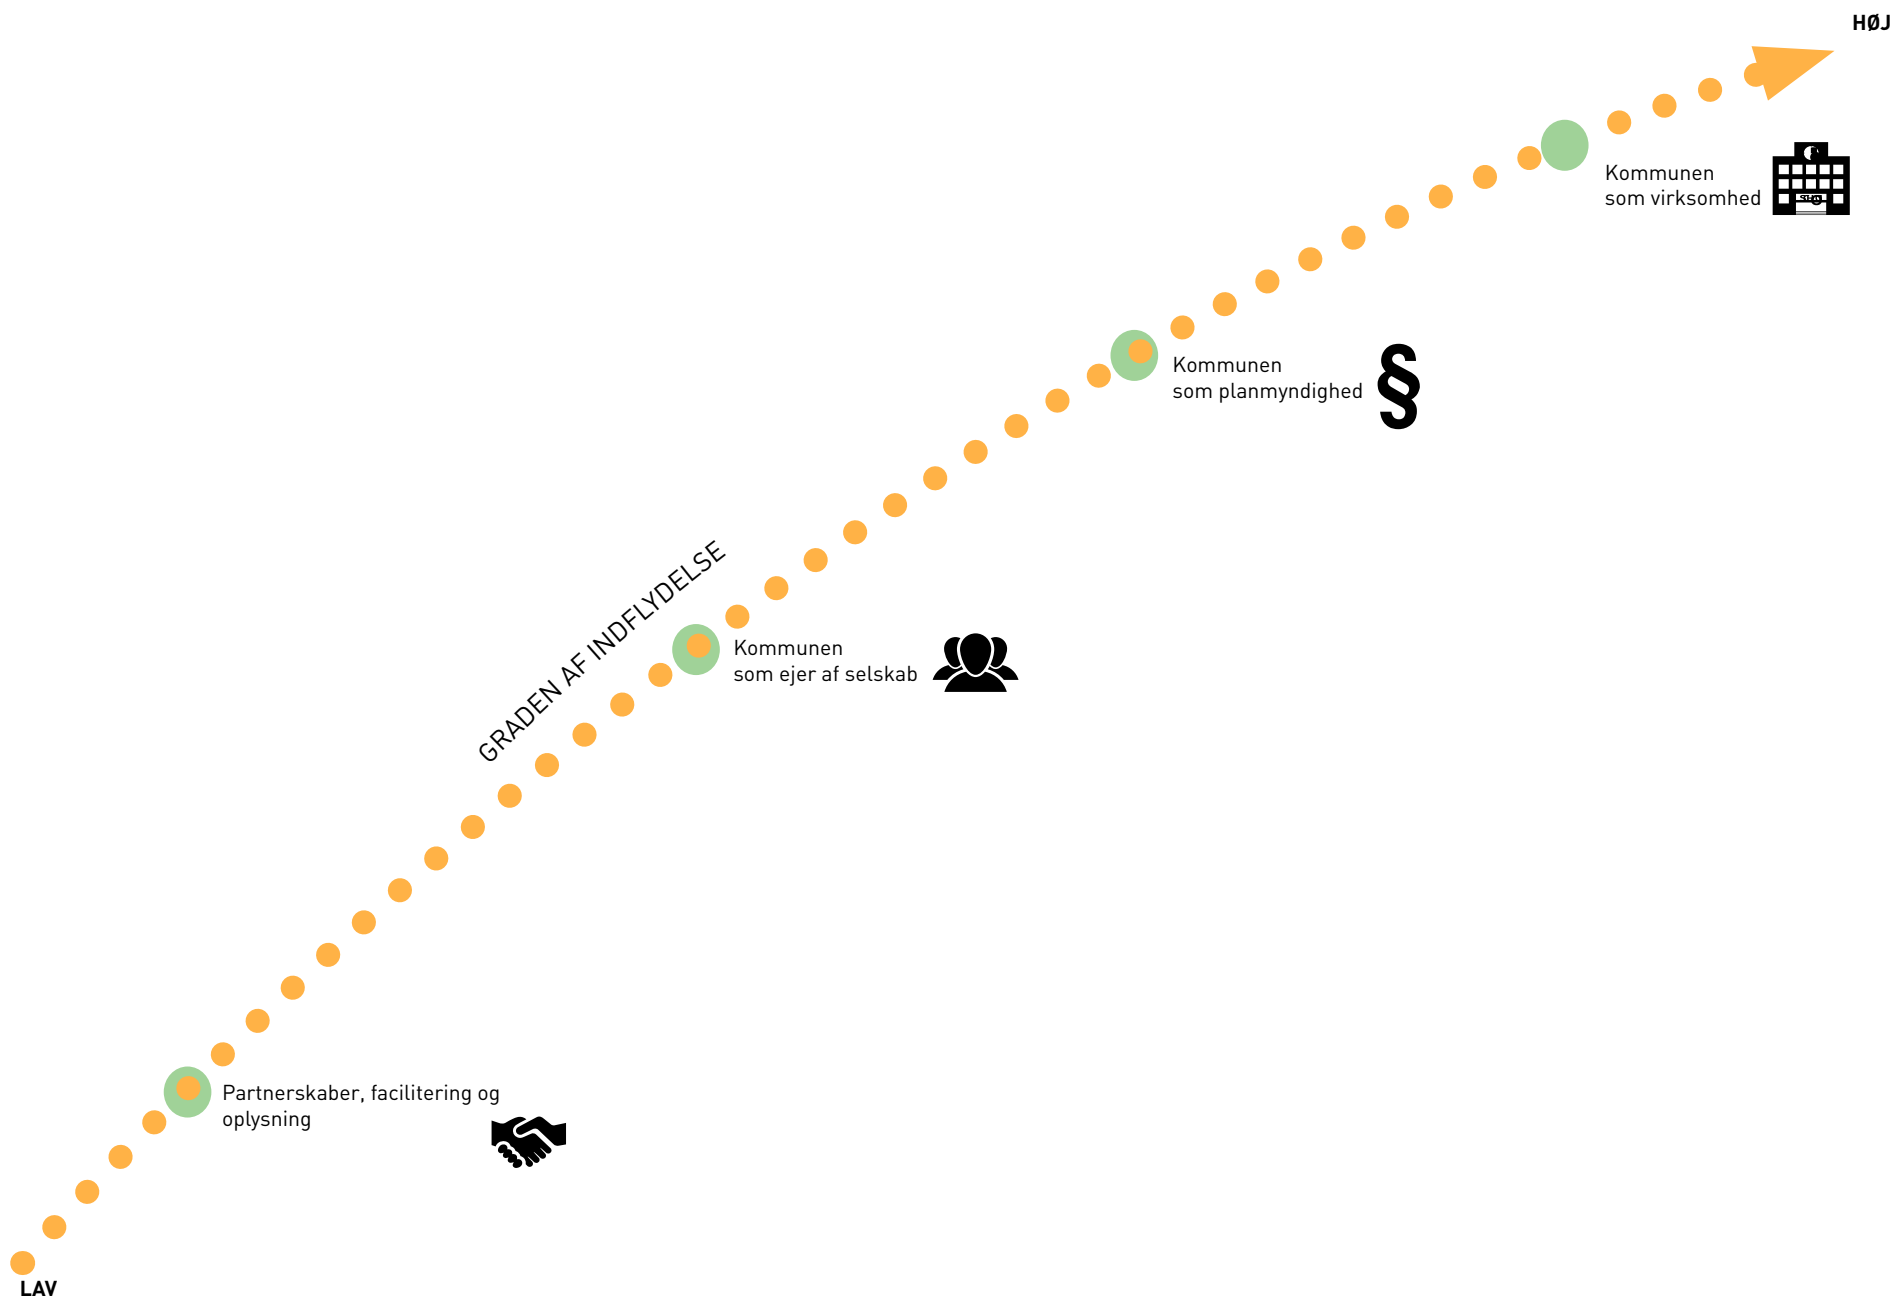 HØJ
Kommunen
som virksomhed
Kommunen
som planmyndighed
§
GRADEN AF INDFLYDELSE
Kommunen
som ejer af selskab
Partnerskaber, facilitering og
oplysning
LAV